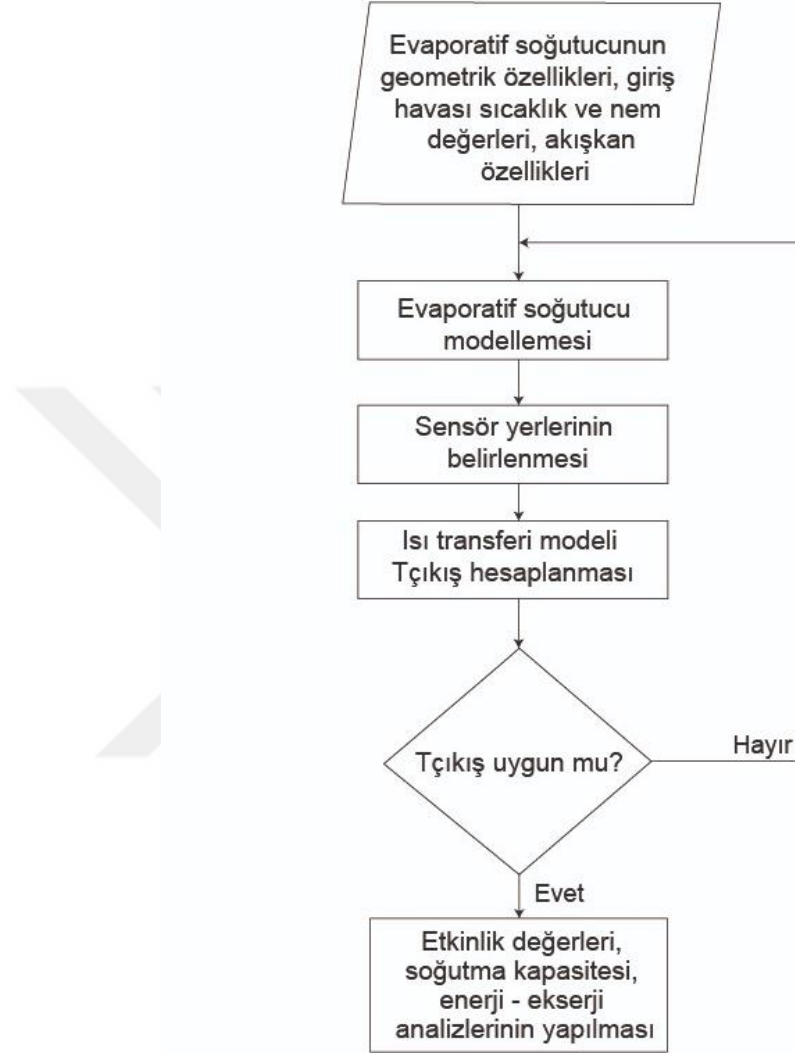 Evaporatif soğutucunun
geometrik özellikleri, giriş
havası sıcaklık ve nem
değerleri, akışkan
özellikleri
Evaporatif soğutucu
modellemesi
Sensör yerlerinin
belirlenmesi
Isı transferi modeli
Tçıkış hesaplanması
Tçıkış uygun mu?
Hayır
Evet
Etkinlik değerleri,
soğutma kapasitesi,
enerji - ekserji
analizlerinin yapılması